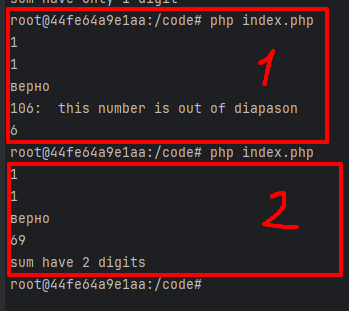 sum have only 1 digit
root@44fe64a9e1aa:/code# php index.php
1
1
верно
106:  this number is out of diapason
6
1
root@44fe64a9e1aa:/code# php index.php
1
1
верно
69
sum have 2 digits
2
root@44fe64a9e1aa:/code#